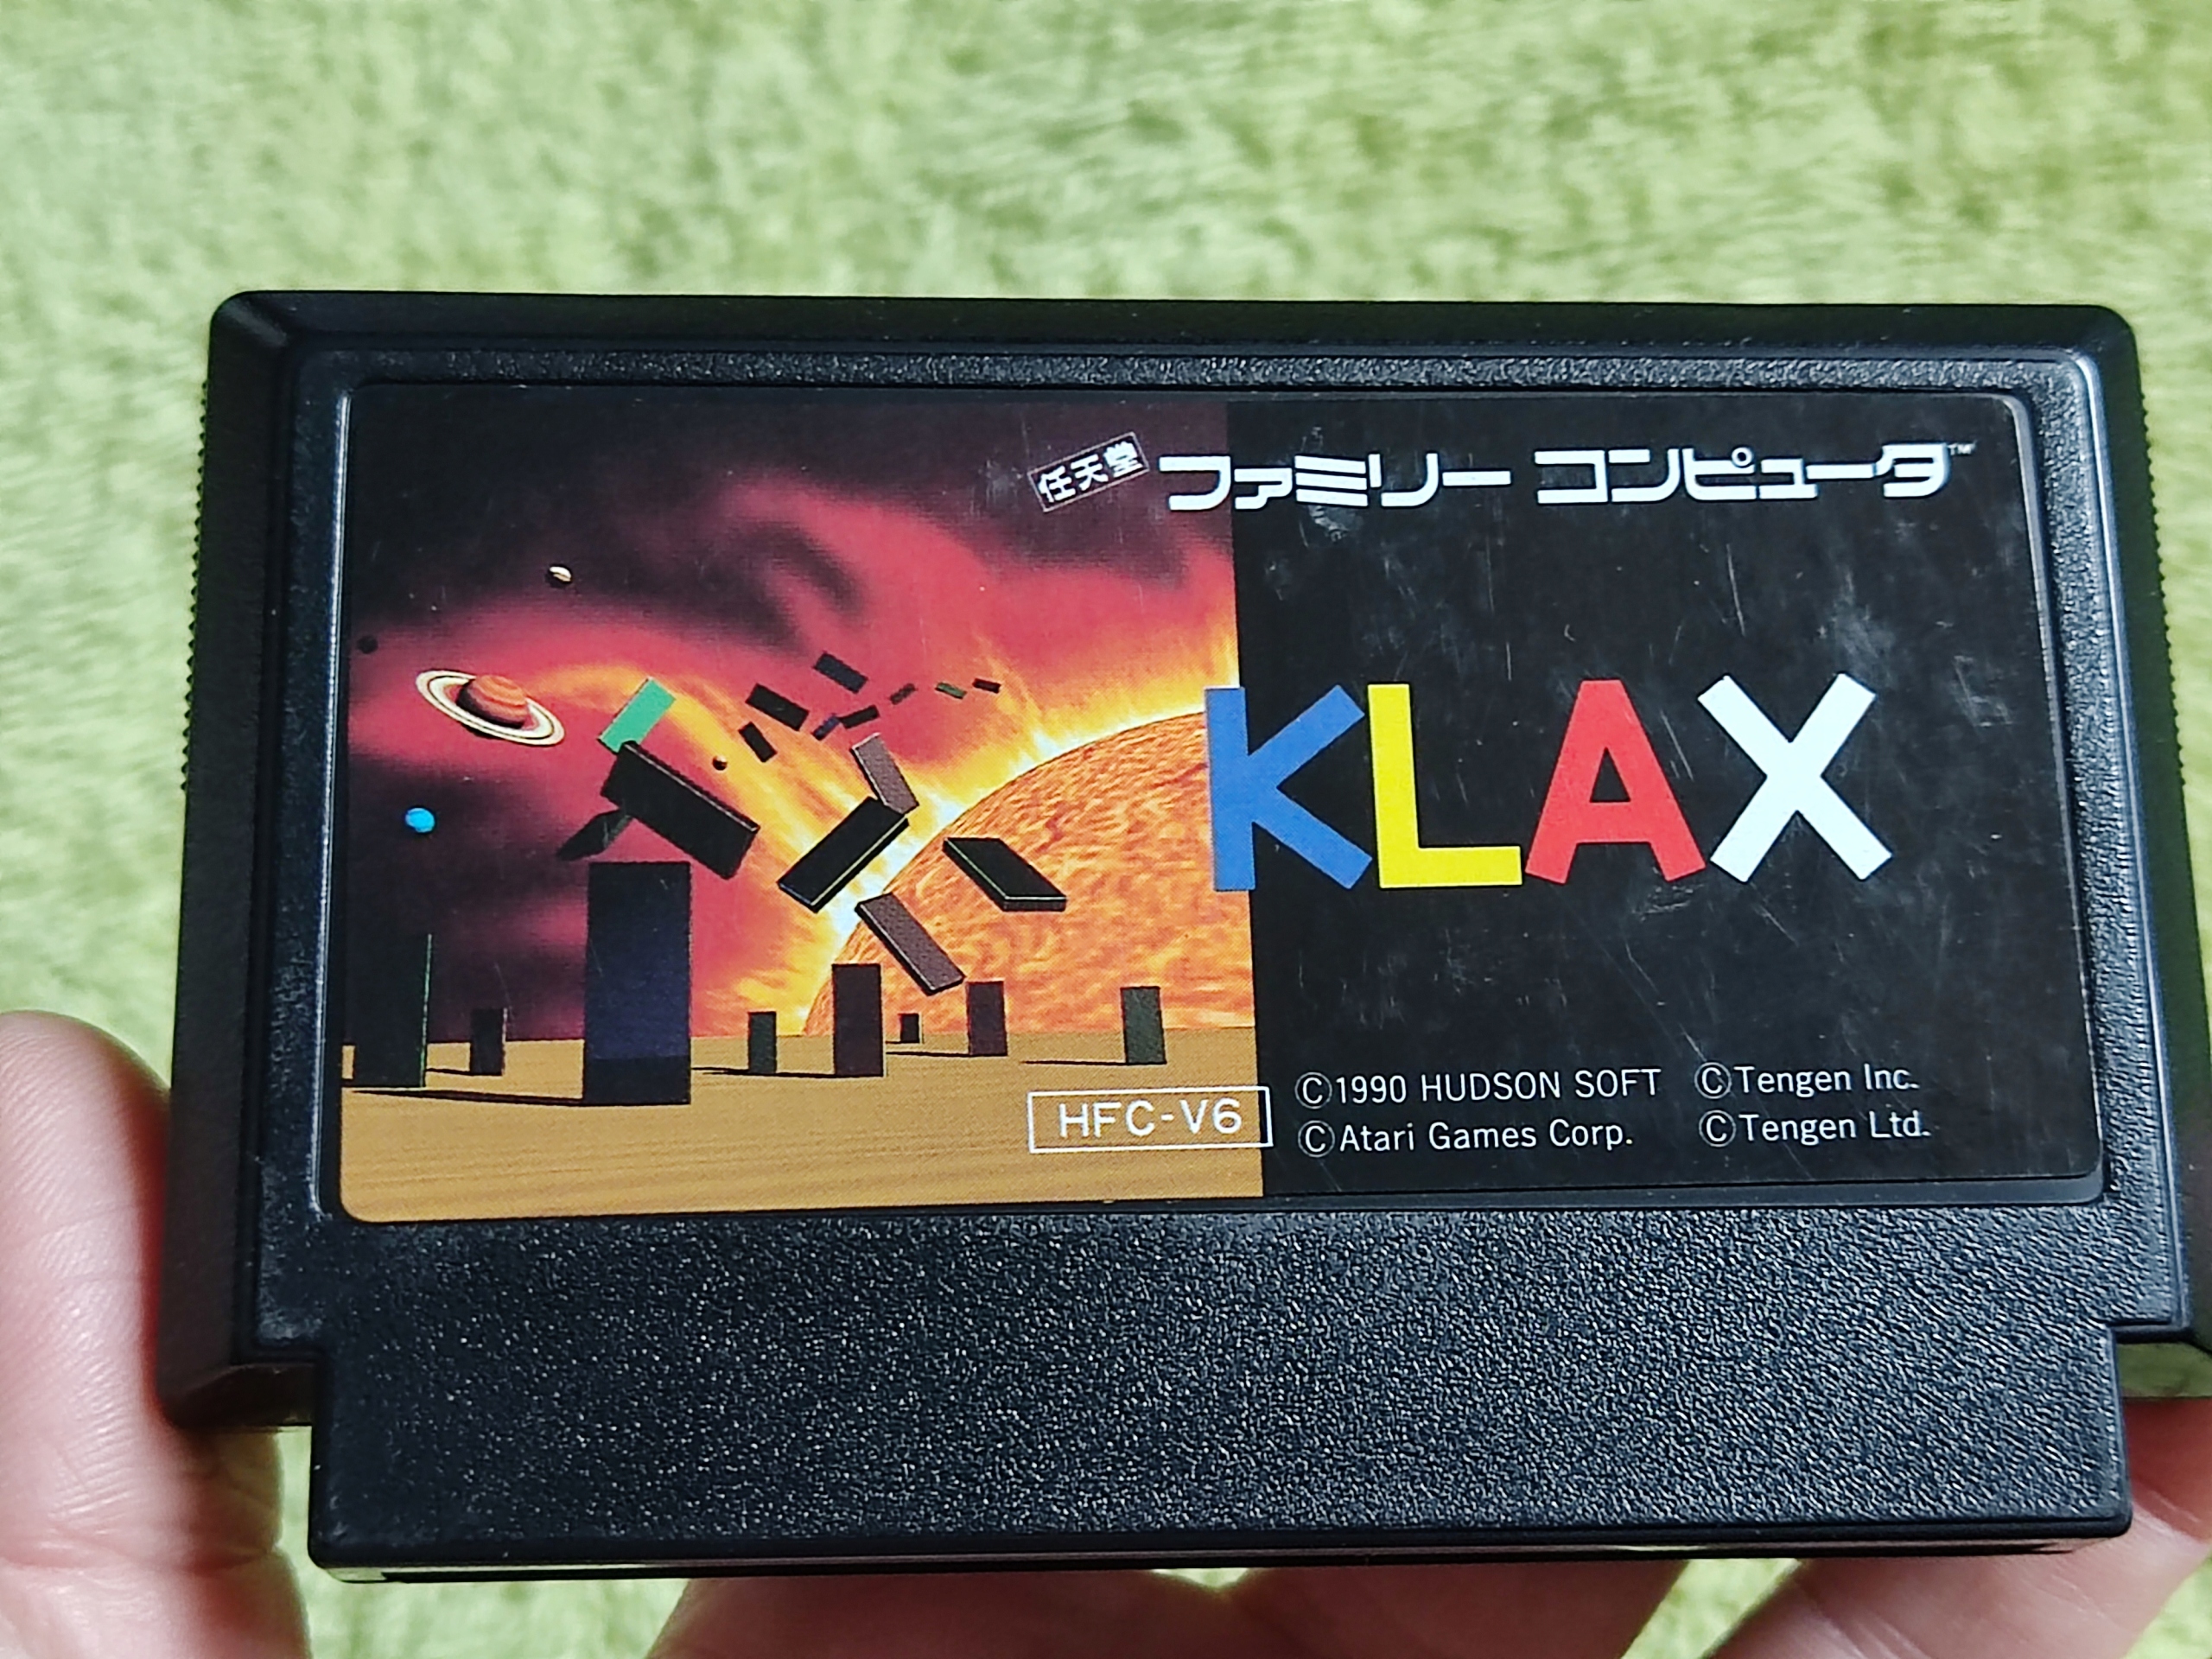 任天堂 ファミリー コンピュータ™
KLAX
HFC-V6
©1990 HUDSON SOFT ©Tengen Inc.
©Atari Games Corp. ©Tengen Ltd.